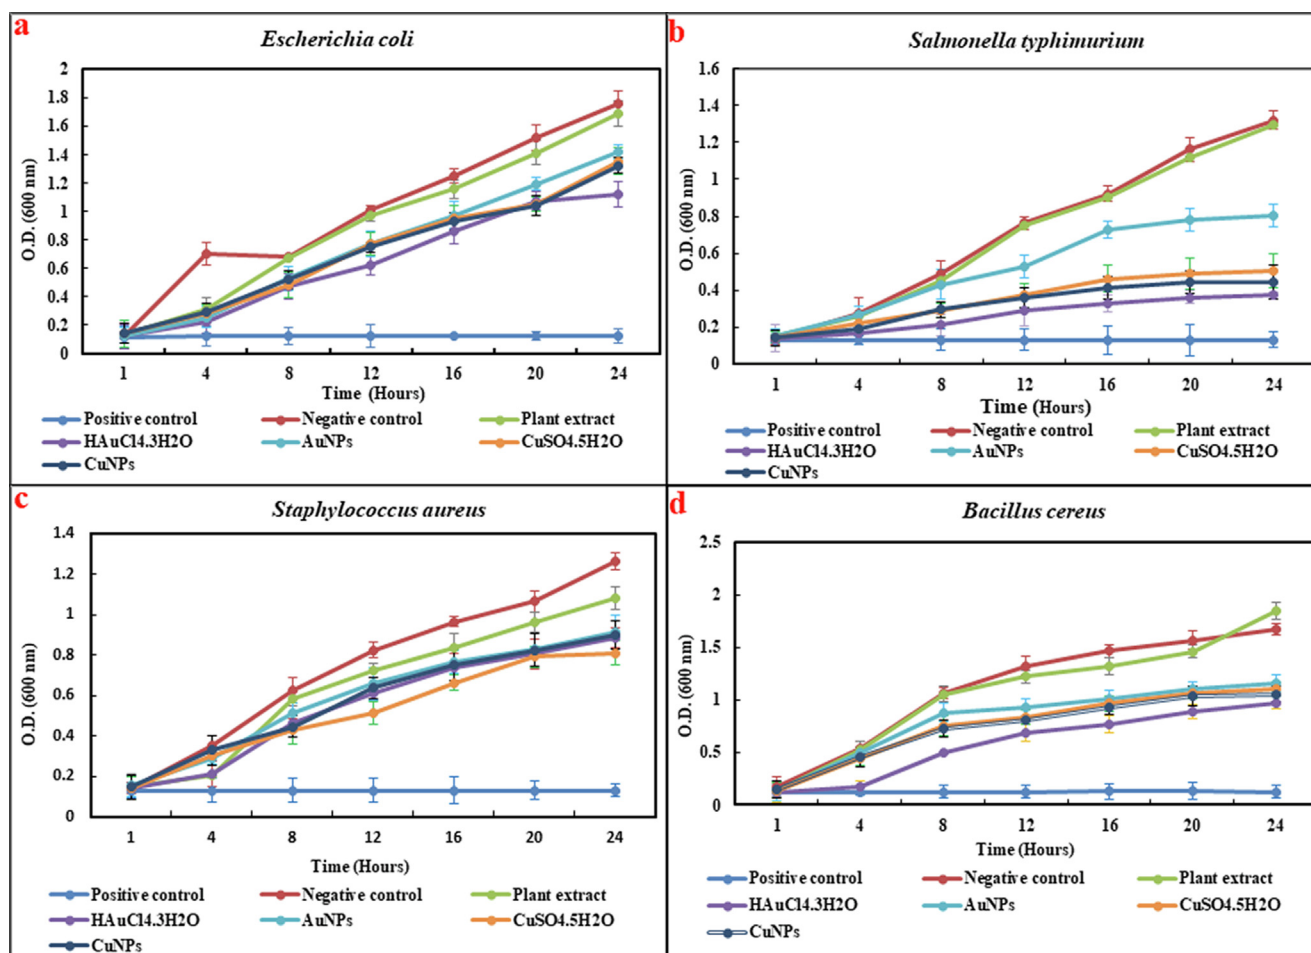 a
Escherichia coli
O.D. (600 nm)
2
1.8
1.6
1.4
1.2
1
0.8
0.6
0.4
0.2
0
1 4 8 12 16 20 24
Time (Hours)
Positive control Negative control Plant extract
HAuCl4.3H2O AuNPs CuSO4.5H2O
CuNPs
b
Salmonella typhimurium
O.D. (600 nm)
1.6
1.4
1.2
1
0.8
0.6
0.4
0.2
0
1 4 8 12 16 20 24
Time (Hours)
Positive control Negative control Plant extract
HAuCl4.3H2O AuNPs CuSO4.5H2O
CuNPs
c
Staphylococcus aureus
O.D. (600 nm)
1.4
1.2
1
0.8
0.6
0.4
0.2
0
1 4 8 12 16 20 24
Time (Hours)
Positive control Negative control Plant extract
HAuCl4.3H2O AuNPs CuSO4.5H2O
CuNPs
d
Bacillus cereus
O.D. (600 nm)
2.5
2
1.5
1
0.5
0
1 4 8 12 16 20 24
Time (Hours)
Positive control Negative control Plant extract
HAuCl4.3H2O AuNPs CuSO4.5H2O
CuNPs